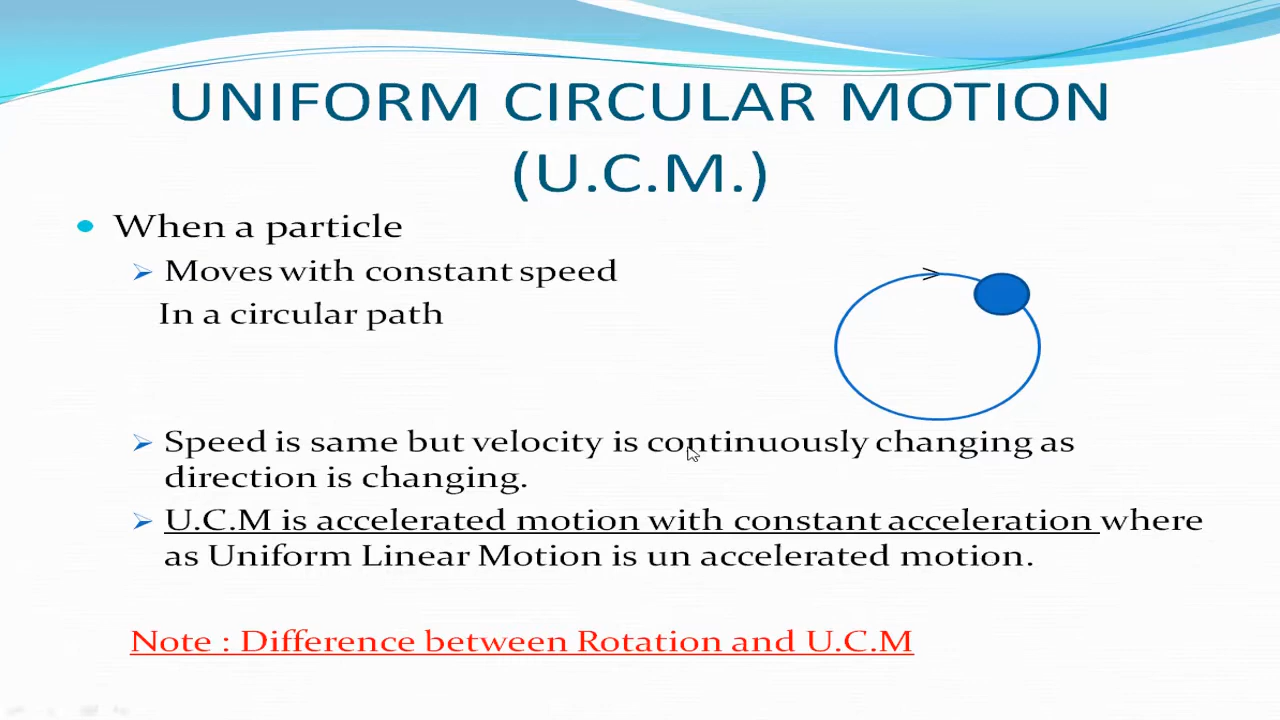 UNIFORM CIRCULAR MOTION
(U.C.M.)
When a particle
Moves with constant speed
In a circular path
Speed is same but velocity is continuously changing as
direction is changing.
U.C.M is accelerated motion with constant acceleration where
as Uniform Linear Motion is un accelerated motion.
Note : Difference between Rotation and U.C.M